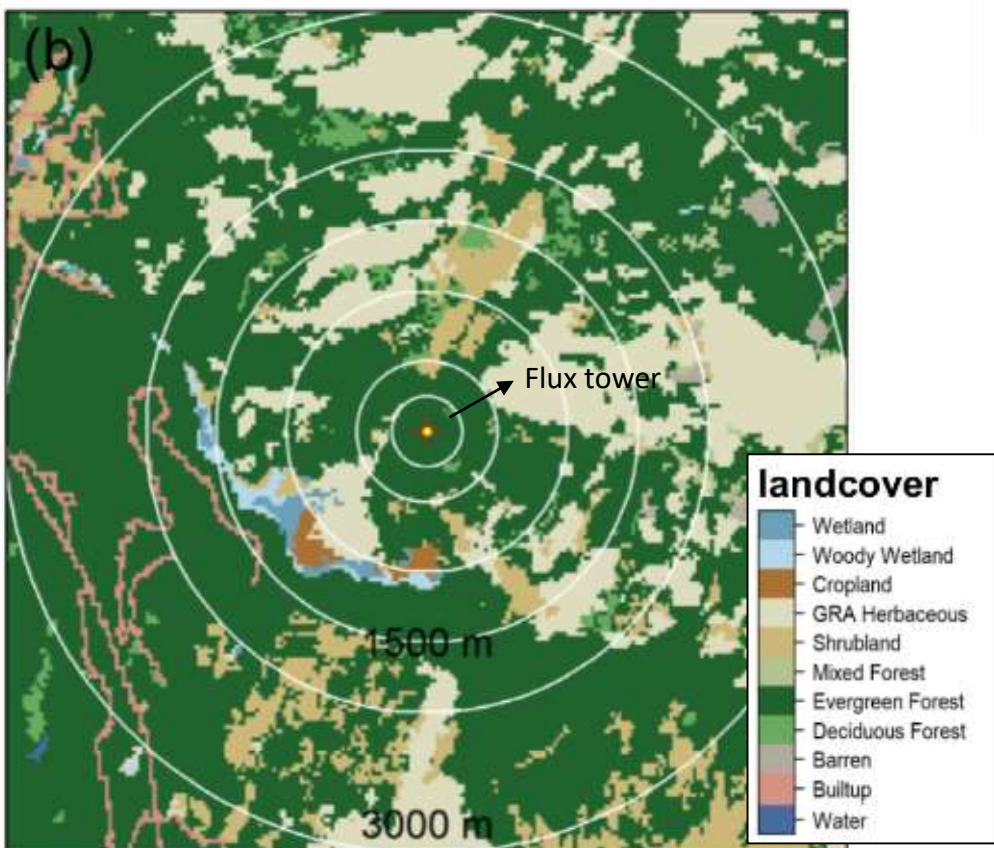 (b)
Flux tower
1500 m
3000 m
landcover
Wetland
Woody Wetland
Cropland
GRA Herbaceous
Shrubland
Mixed Forest
Evergreen Forest
Deciduous Forest
Barren
Builtup
Water